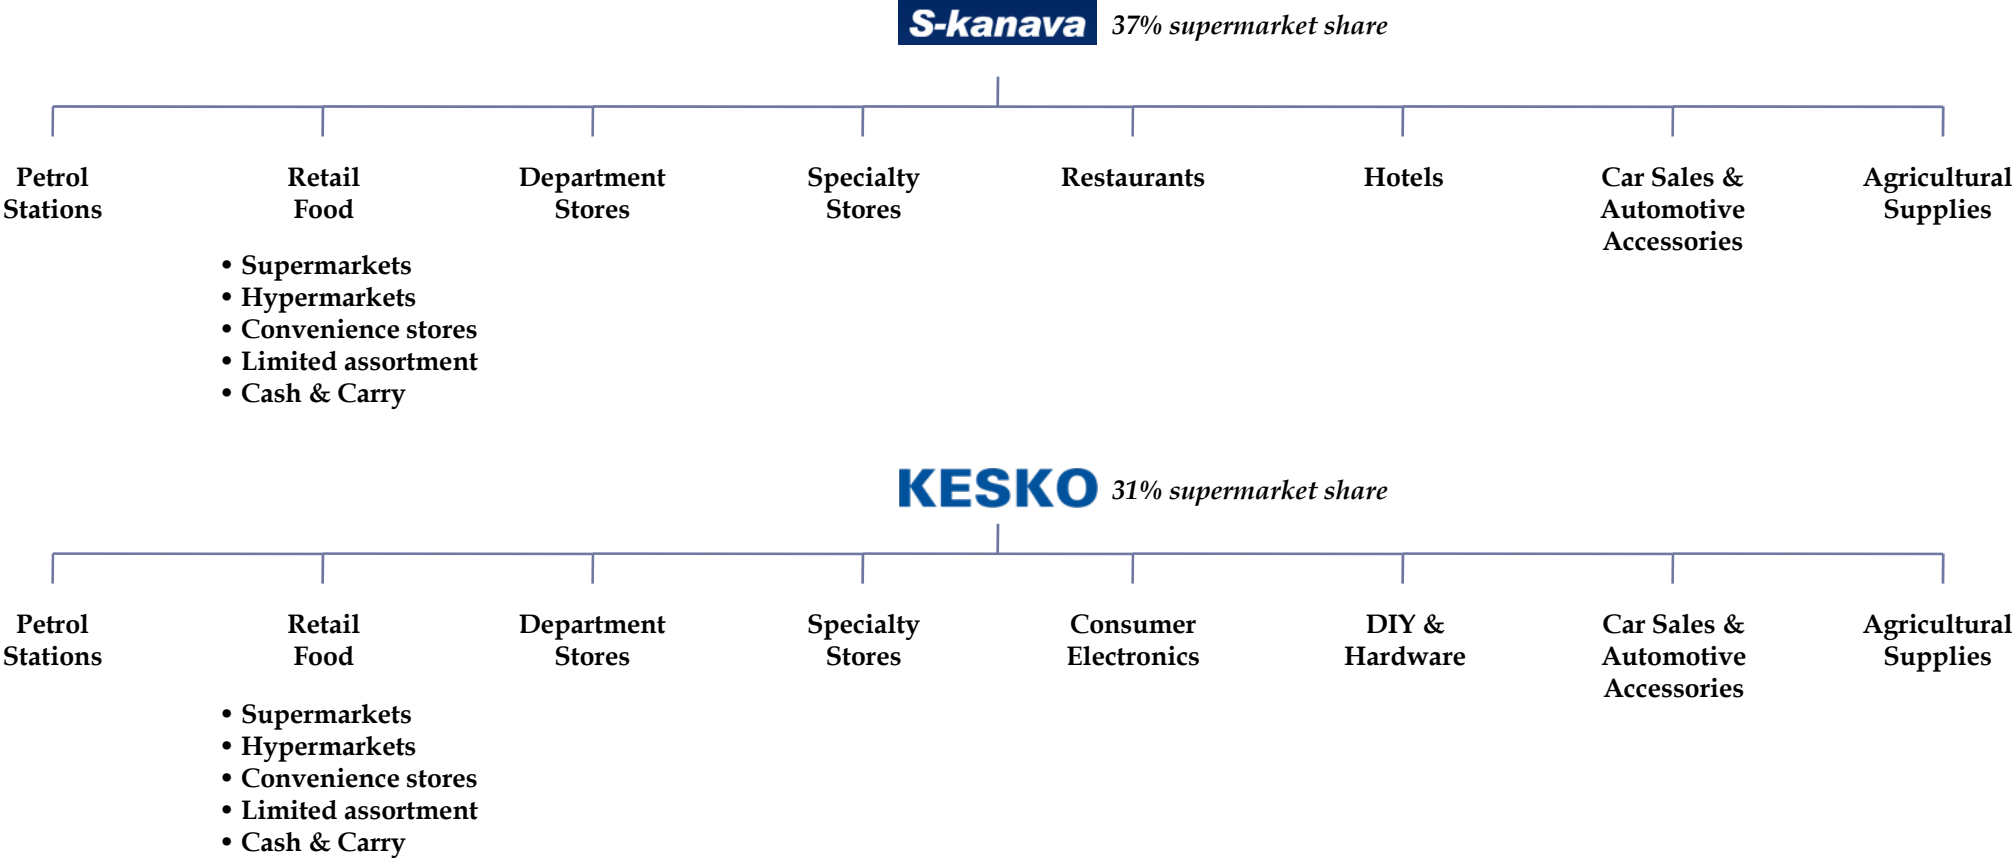 S-kanava 37% supermarket share
Petrol Stations
Retail Food
Department Stores
Specialty Stores
Restaurants
Hotels
Car Sales & Automotive Accessories
Agricultural Supplies
• Supermarkets
• Hypermarkets
• Convenience stores
• Limited assortment
• Cash & Carry
KESKO 31% supermarket share
Petrol Stations
Retail Food
Department Stores
Specialty Stores
Consumer Electronics
DIY & Hardware
Car Sales & Automotive Accessories
Agricultural Supplies
• Supermarkets
• Hypermarkets
• Convenience stores
• Limited assortment
• Cash & Carry